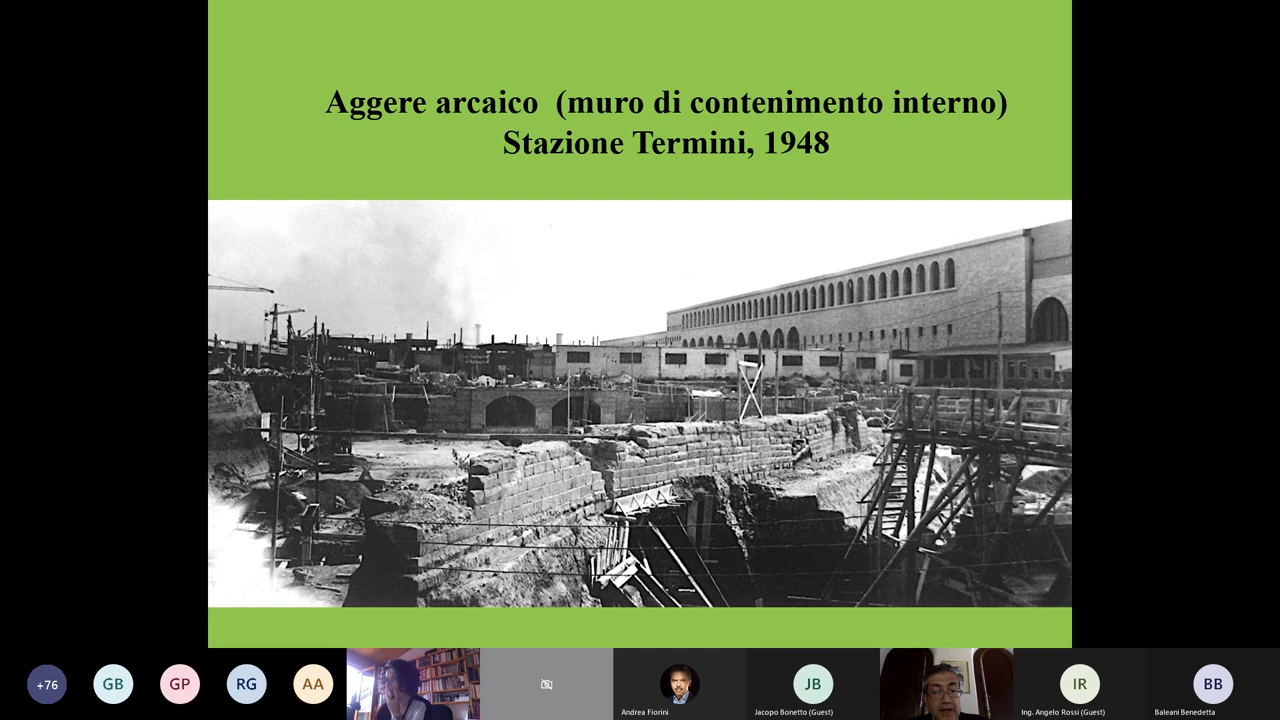 Aggere arcaico (muro di contenimento interno)
Stazione Termini, 1948
+76
GB
GP
RG
AA
Andrea Fiorini
JB
Jacopo Bonetto (Guest)
IR
Ing. Angelo Rossi (Guest)
BB
Baleani Benedetta